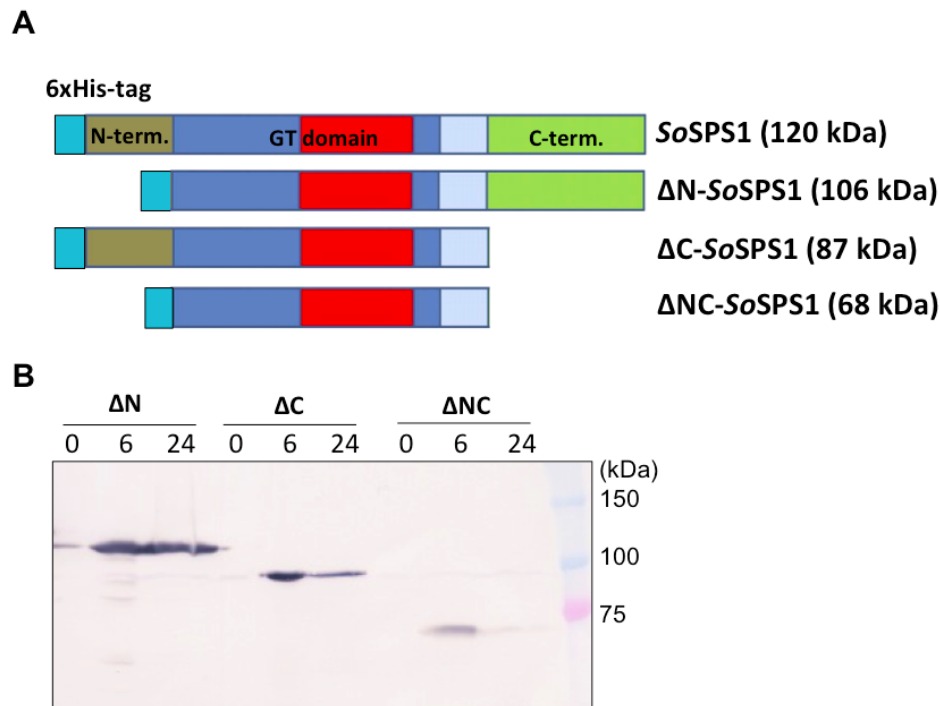 A
6xHis-tag
N-term. GT domain C-term. SoSPS1 (120 kDa)
ΔN-SoSPS1 (106 kDa)
ΔC-SoSPS1 (87 kDa)
ΔNC-SoSPS1 (68 kDa)
B
ΔN ΔC ΔNC
0 6 24 0 6 24 0 6 24
(kDa)
150
100
75